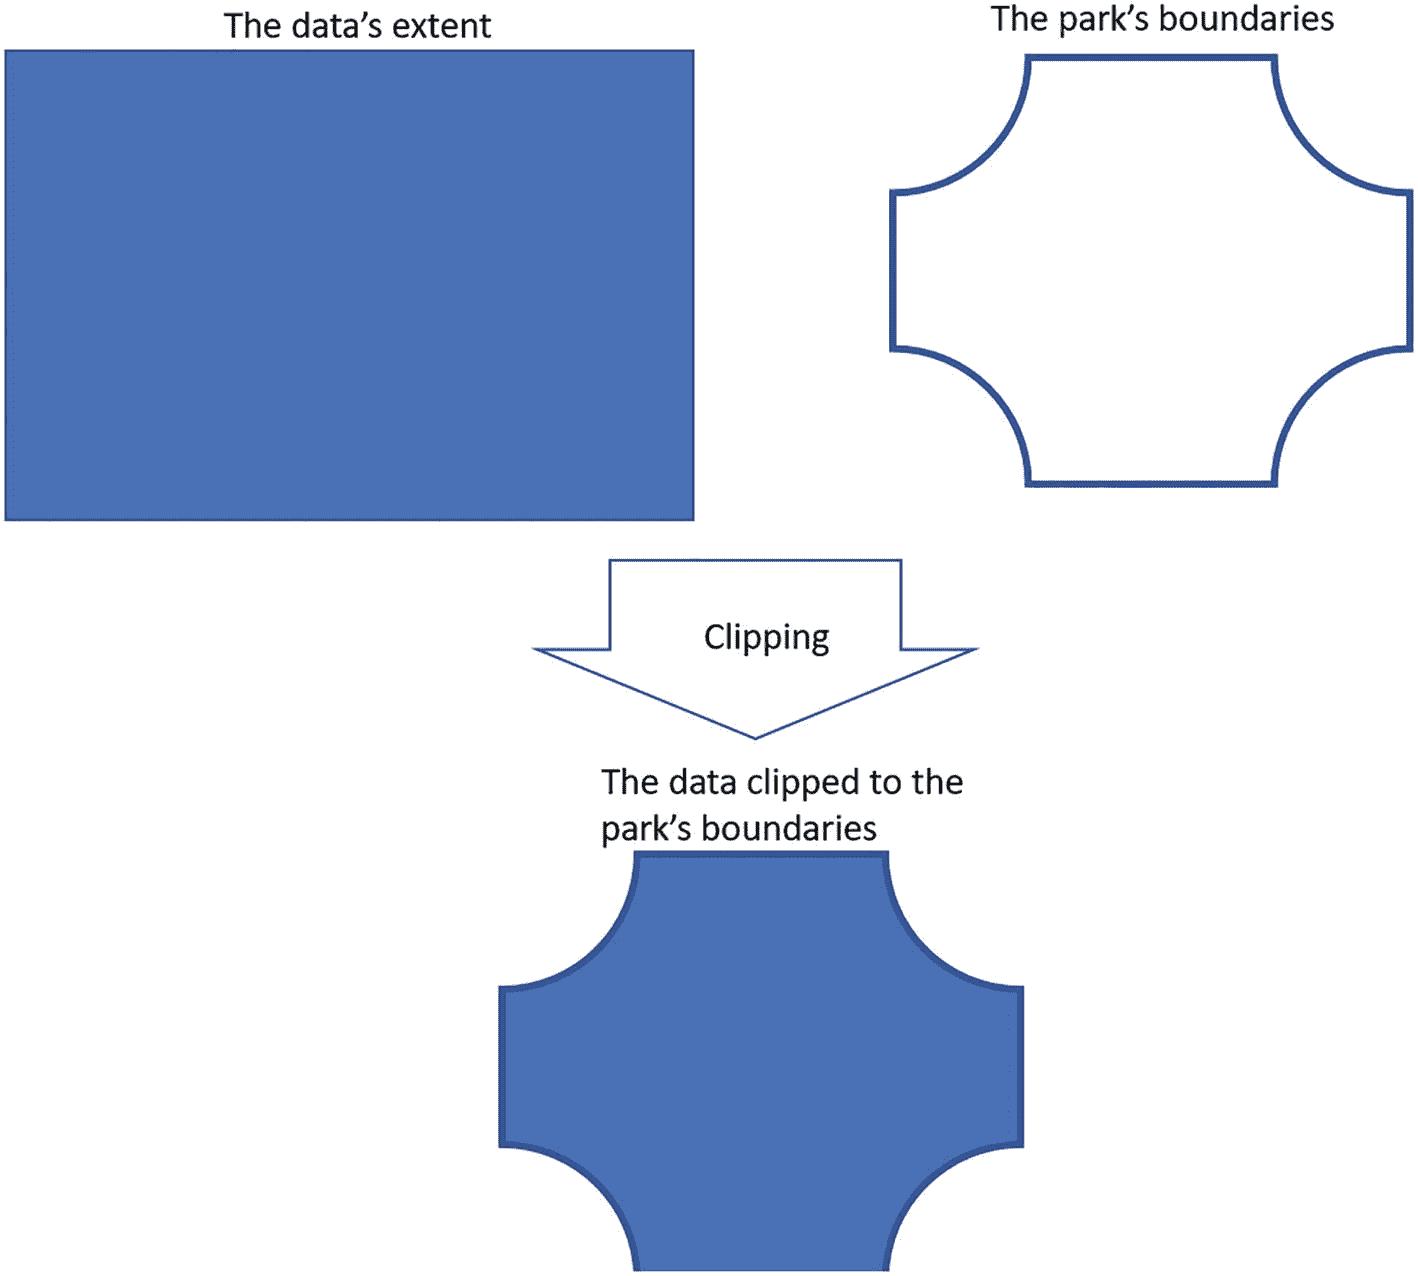 The data’s extent
The park’s boundaries
Clipping
The data clipped to the
park’s boundaries